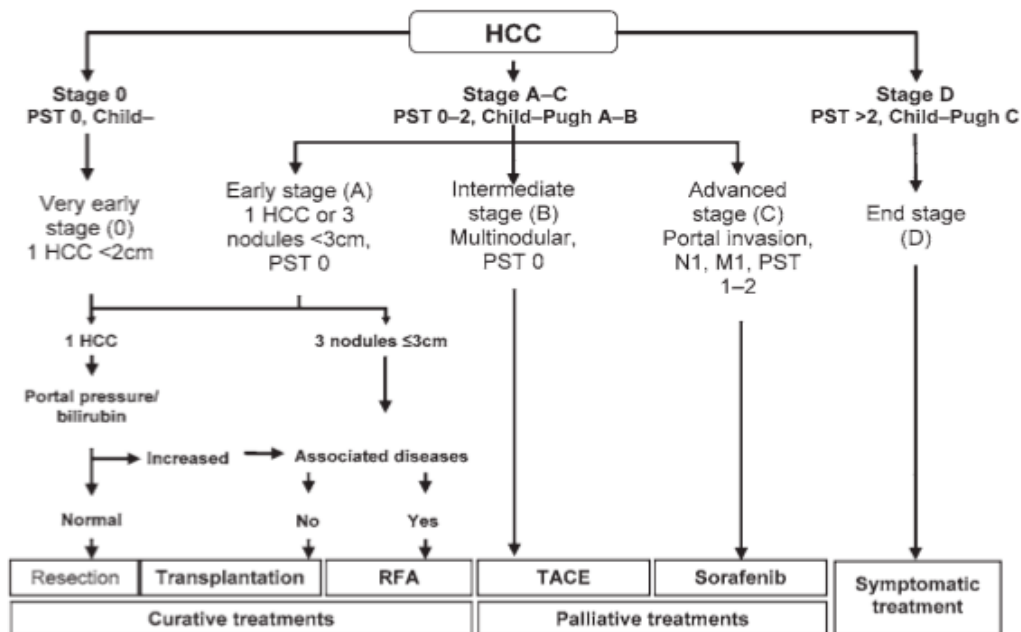 HCC
Stage 0
PST 0, Child–
Stage A–C
PST 0–2, Child–Pugh A–B
Stage D
PST >2, Child–Pugh C
Very early
stage (0)
1 HCC <2cm
Early stage (A)
1 HCC or 3
nodules <3cm,
PST 0
Intermediate
stage (B)
Multinodular,
PST 0
Advanced
stage (C)
Portal invasion,
N1, M1, PST
1–2
End stage
(D)
1 HCC
3 nodules ≤3cm
Portal pressure/
bilirubin
Increased
Associated diseases
Normal
No
Yes
Resection
Transplantation
RFA
TACE
Sorafenib
Symptomatic
treatment
Curative treatments
Palliative treatments